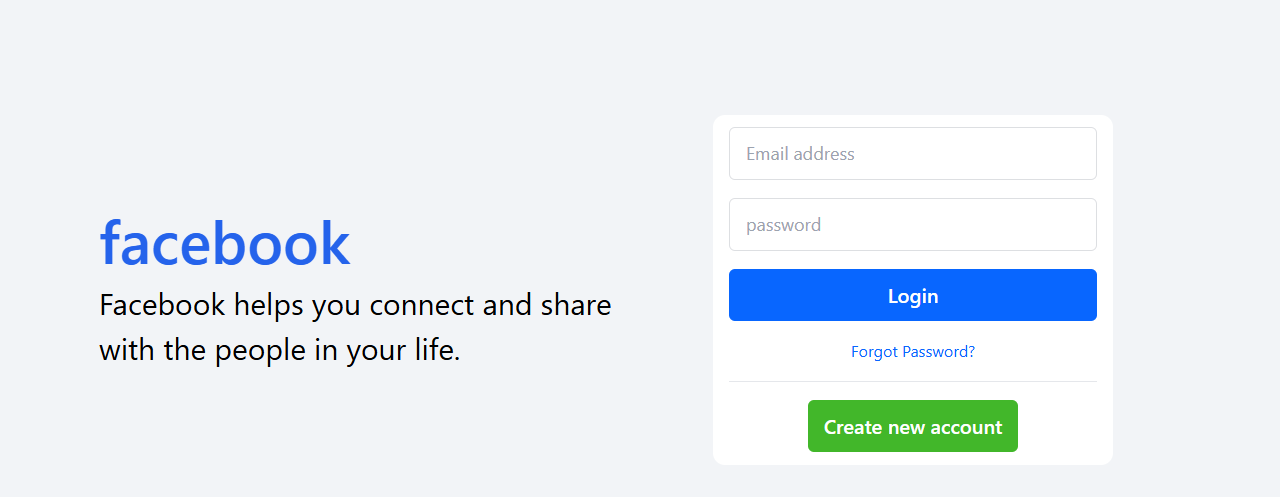 facebook
Facebook helps you connect and share
with the people in your life.
Email address
password
Login
Forgot Password?
Create new account